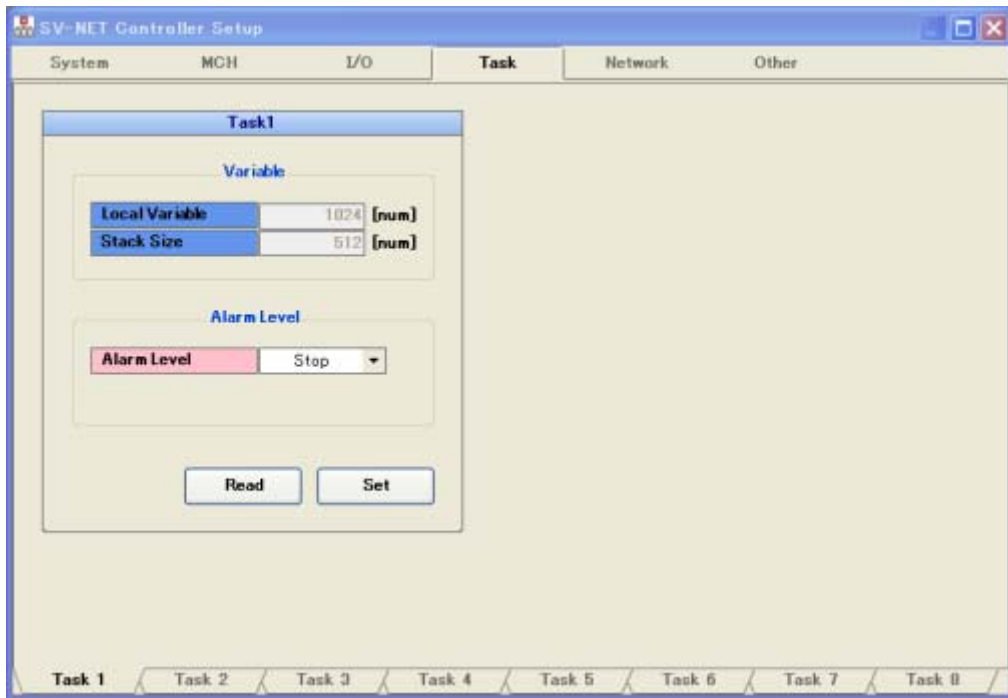 SV-NET Controller Setup
System MCH I/O Task Network Other
Task1
Variable
Local Variable 1024 [num]
Stack Size 512 [num]
Alarm Level
Alarm Level Stop
Read Set
Task 1 Task 2 Task 3 Task 4 Task 5 Task 6 Task 7 Task 8